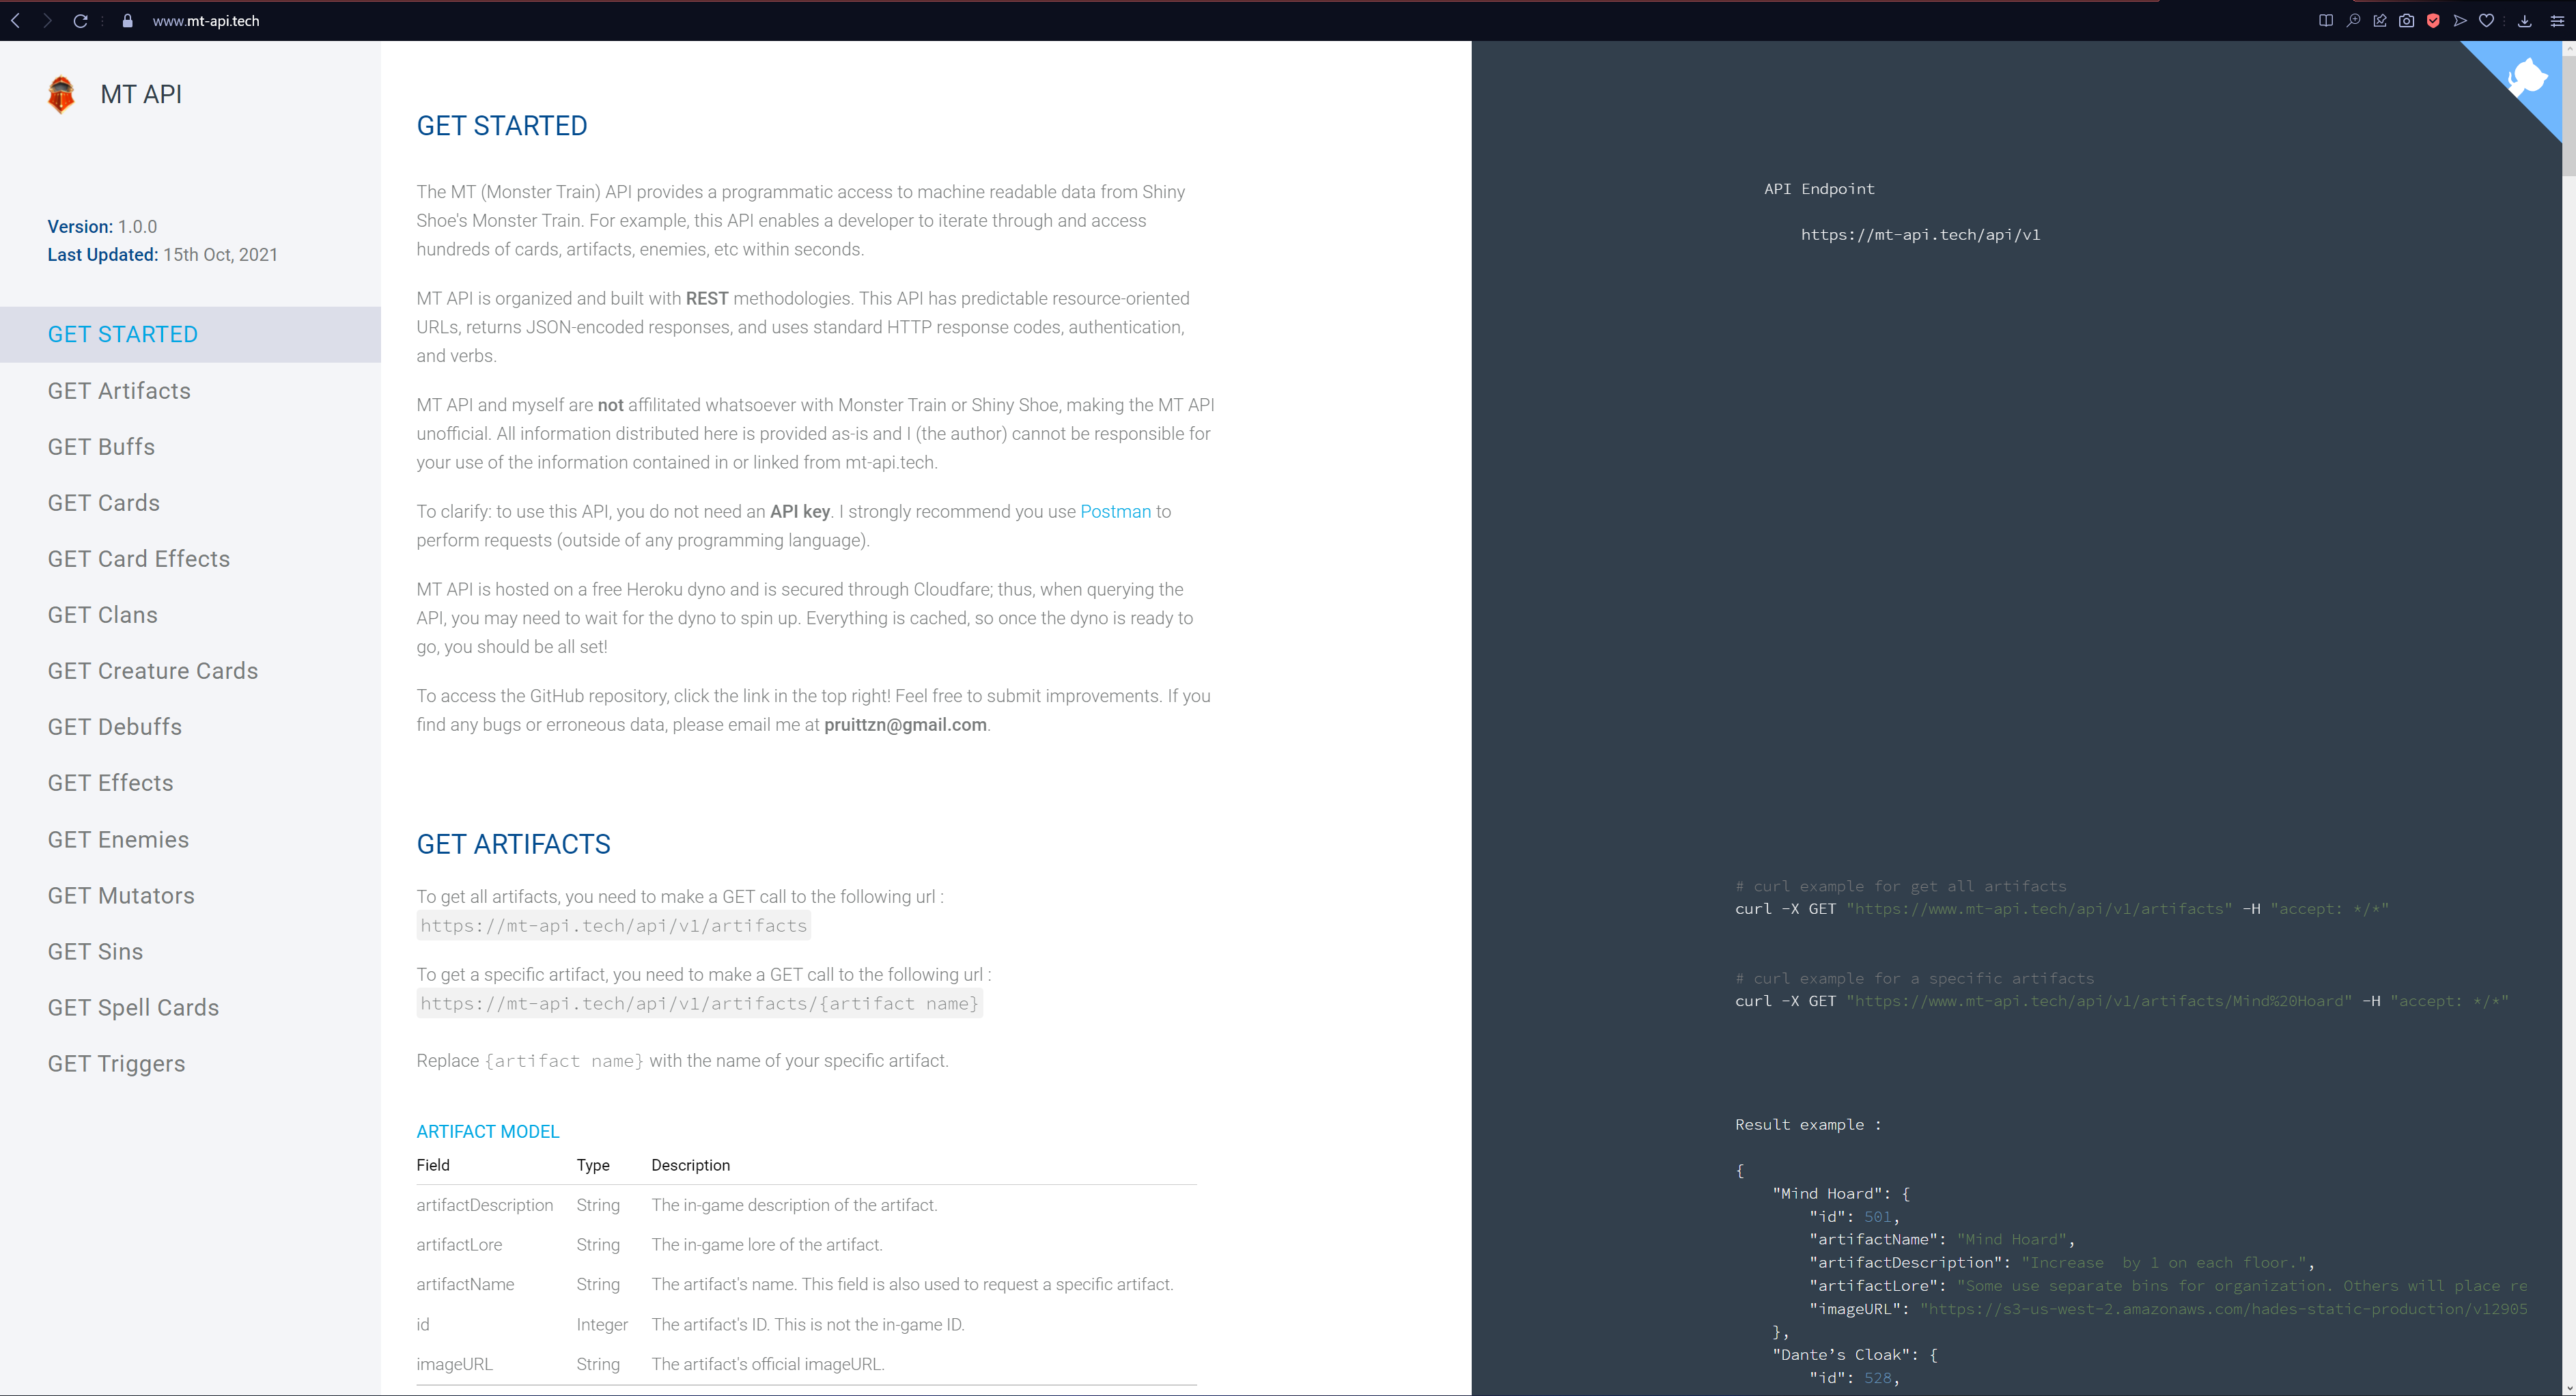 www.mt-api.tech
MT API
Version: 1.0.0
Last Updated: 15th Oct, 2021
GET STARTED
GET Artifacts
GET Buffs
GET Cards
GET Card Effects
GET Clans
GET Creature Cards
GET Debuffs
GET Effects
GET Enemies
GET Mutators
GET Sins
GET Spell Cards
GET Triggers
GET STARTED
The MT (Monster Train) API provides a programmatic access to machine readable data from Shiny
Shoe's Monster Train. For example, this API enables a developer to iterate through and access
hundreds of cards, artifacts, enemies, etc within seconds.
MT API is organized and built with REST methodologies. This API has predictable resource-oriented
URLs, returns JSON-encoded responses, and uses standard HTTP response codes, authentication,
and verbs.
MT API and myself are not affilitated whatsoever with Monster Train or Shiny Shoe, making the MT API
unofficial. All information distributed here is provided as-is and I (the author) cannot be responsible for
your use of the information contained in or linked from mt-api.tech.
To clarify: to use this API, you do not need an API key. I strongly recommend you use Postman to
perform requests (outside of any programming language).
MT API is hosted on a free Heroku dyno and is secured through Cloudfare; thus, when querying the
API, you may need to wait for the dyno to spin up. Everything is cached, so once the dyno is ready to
go, you should be all set!
To access the GitHub repository, click the link in the top right! Feel free to submit improvements. If you
find any bugs or erroneous data, please email me at pruittzn@gmail.com.
GET ARTIFACTS
To get all artifacts, you need to make a GET call to the following url :
https://mt-api.tech/api/v1/artifacts
To get a specific artifact, you need to make a GET call to the following url :
https://mt-api.tech/api/v1/artifacts/{artifact name}
Replace {artifact name} with the name of your specific artifact.
ARTIFACT MODEL
Field Type Description
artifactDescription String The in-game description of the artifact.
artifactLore String The in-game lore of the artifact.
artifactName String The artifact's name. This field is also used to request a specific artifact.
id Integer The artifact's ID. This is not the in-game ID.
imageURL String The artifact's official imageURL.
API Endpoint
https://mt-api.tech/api/v1
# curl example for get all artifacts
curl -X GET "https://www.mt-api.tech/api/v1/artifacts" -H "accept: */*"
# curl example for a specific artifacts
curl -X GET "https://www.mt-api.tech/api/v1/artifacts/Mind%20Hoard" -H "accept: */*"
Result example :
{
"Mind Hoard": {
"id": 501,
"artifactName": "Mind Hoard",
"artifactDescription": "Increase  by 1 on each floor.",
"artifactLore": "Some use separate bins for organization. Others will place re
"imageURL": "https://s3-us-west-2.amazonaws.com/hades-static-production/v12905
},
"Dante’s Cloak": {
"id": 528,